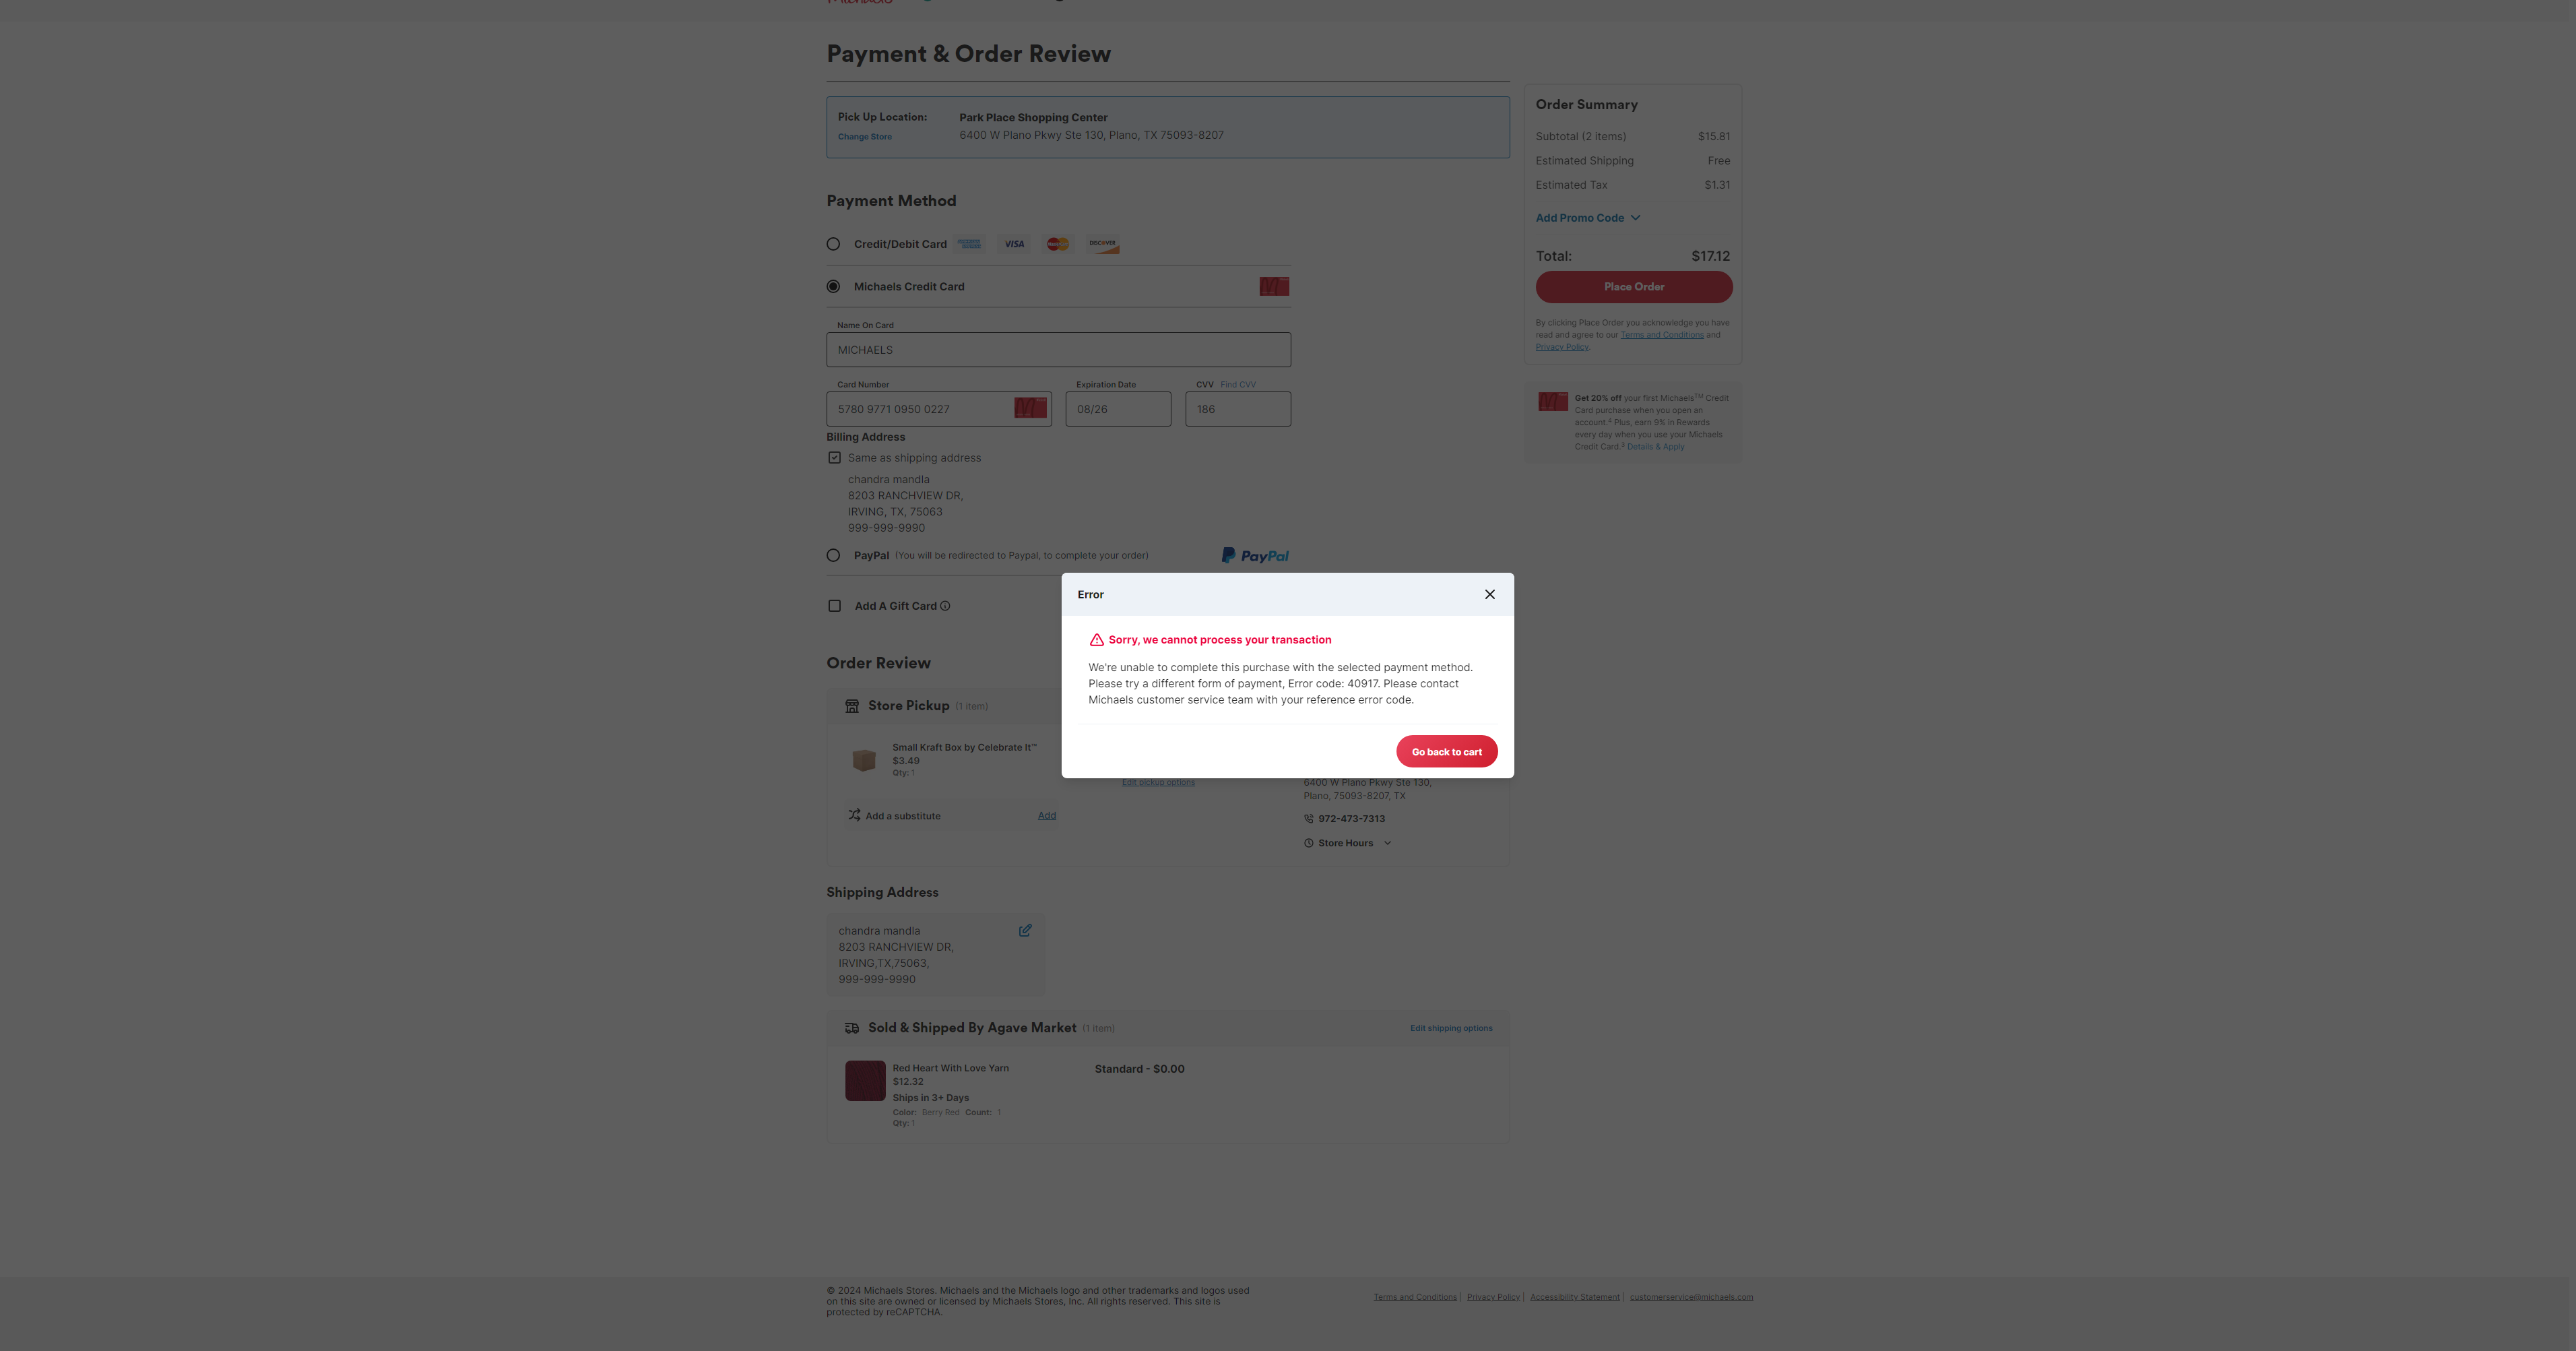 Michaels
Payment & Order Review
Pick Up Location:
Park Place Shopping Center
Change Store
6400 W Plano Pkwy Ste 130, Plano, TX 75093-8207
Payment Method
Credit/Debit Card
VISA
DISCOVER
Michaels Credit Card
Name On Card
MICHAELS
Card Number
Expiration Date
CVV Find CVV
5780 9771 0950 0227
08/26
186
Billing Address
Same as shipping address
chandra mandla
8203 RANCHVIEW DR,
IRVING, TX, 75063
999-999-9990
PayPal (You will be redirected to Paypal, to complete your order)
PayPal
Add A Gift Card
Order Summary
Subtotal (2 items) $15.81
Estimated Shipping Free
Estimated Tax $1.31
Add Promo Code
Total: $17.12
Place Order
By clicking Place Order you acknowledge you have
read and agree to our Terms and Conditions and
Privacy Policy.
Get 20% off your first Michaels™ Credit
Card purchase when you open an
account.² Plus, earn 9% in Rewards
every day when you use your Michaels
Credit Card.³ Details & Apply
Error
Sorry, we cannot process your transaction
We're unable to complete this purchase with the selected payment method.
Please try a different form of payment, Error code: 40917. Please contact
Michaels customer service team with your reference error code.
Go back to cart
Order Review
Store Pickup (1 item)
Small Kraft Box by Celebrate It™
$3.49
Qty: 1
Add a substitute Add
Edit pickup options
6400 W Plano Pkwy Ste 130,
Plano, 75093-8207, TX
972-473-7313
Store Hours
Shipping Address
chandra mandla
8203 RANCHVIEW DR,
IRVING,TX,75063,
999-999-9990
Sold & Shipped By Agave Market (1 item)
Edit shipping options
Red Heart With Love Yarn
$12.32
Ships in 3+ Days
Color: Berry Red Count: 1
Qty: 1
Standard - $0.00
© 2024 Michaels Stores. Michaels and the Michaels logo and other trademarks and logos used
on this site are owned or licensed by Michaels Stores, Inc. All rights reserved. This site is
protected by reCAPTCHA.
Terms and Conditions | Privacy Policy | Accessibility Statement | customerservice@michaels.com